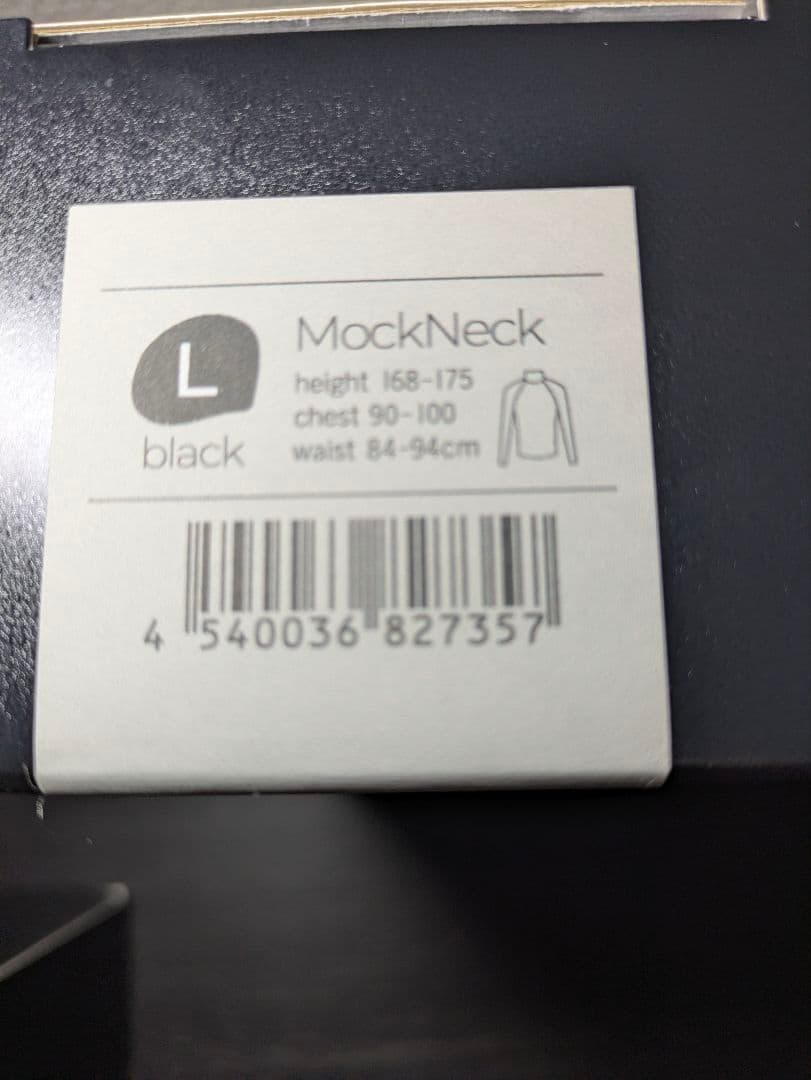 L
black
MockNeck
height 168-175
chest 90-100
waist 84-94cm
4 540036 827357